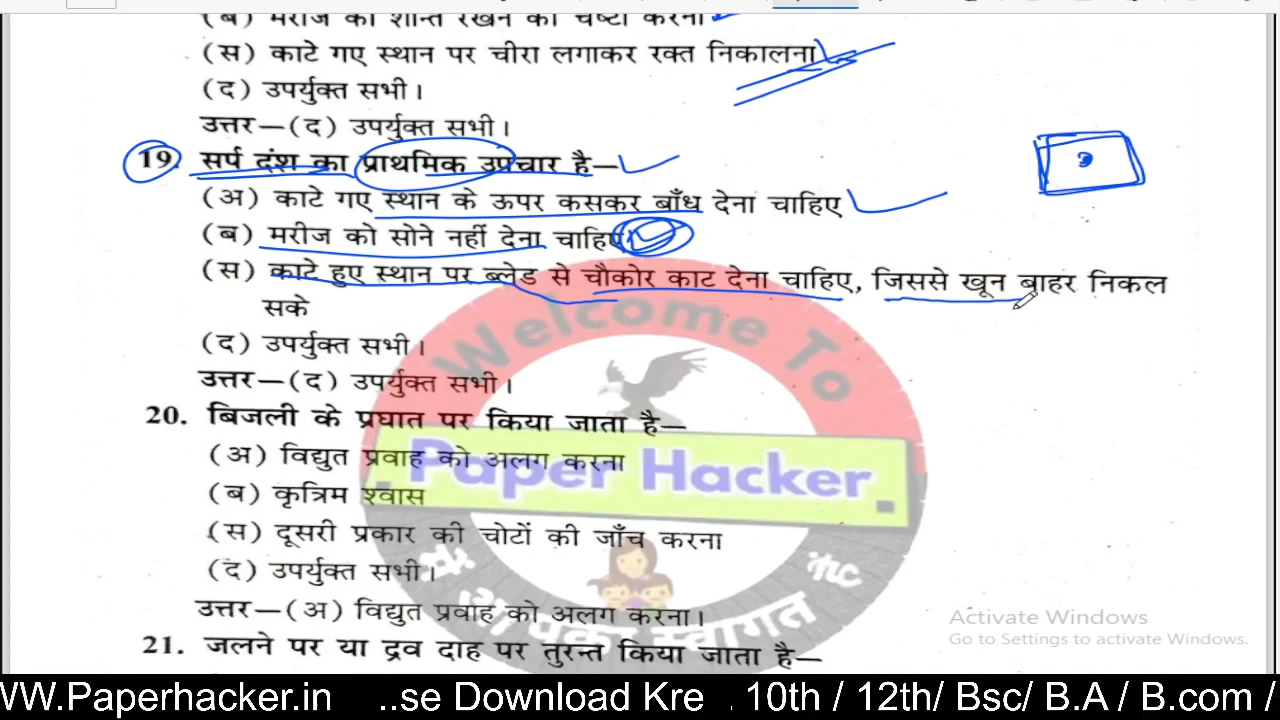 (ब) मरीज को शान्त रखने की चेष्टा करना
(स) काटे गए स्थान पर चीरा लगाकर रक्त निकालना
(द) उपर्युक्त सभी।
उत्तर—(द) उपर्युक्त सभी।
19. सर्प दंश का प्राथमिक उपचार है—
(अ) काटे गए स्थान के ऊपर कसकर बाँध देना चाहिए
(ब) मरीज को सोने नहीं देना चाहिए
(स) काटे हुए स्थान पर ब्लेड से चौकोर काट देना चाहिए, जिससे खून बाहर निकल
सके
(द) उपर्युक्त सभी।
उत्तर—(द) उपर्युक्त सभी।
20. बिजली के प्रघात पर किया जाता है—
(अ) विद्युत प्रवाह को अलग करना
(ब) कृत्रिम श्वास
(स) दूसरी प्रकार की चोटों की जाँच करना
(द) उपर्युक्त सभी।
उत्तर—(अ) विद्युत प्रवाह को अलग करना।
21. जलने पर या द्रव दाह पर तुरन्त किया जाता है—
Welcome To
Paper Hacker
स्वागत
Activate Windows
Go to Settings to activate Windows.
WW.Paperhacker.in ..se Download Kre . 10th / 12th/ Bsc/ B.A / B.com /